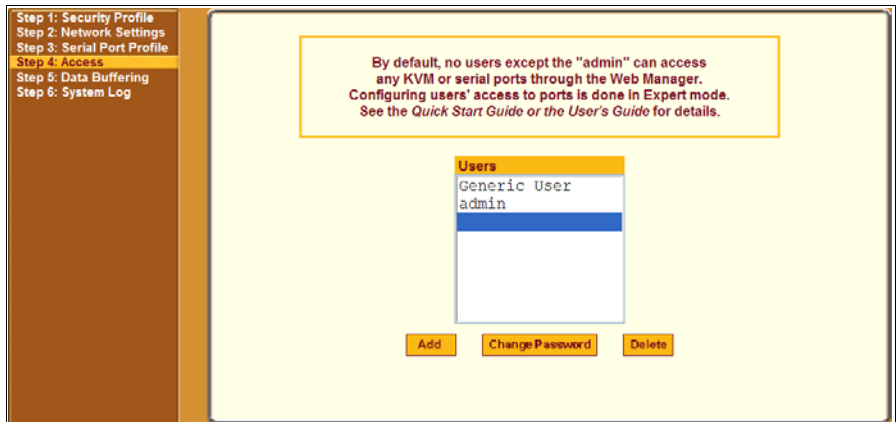 Step 1: Security Profile
Step 2: Network Settings
Step 3: Serial Port Profile
Step 4: Access
Step 5: Data Buffering
Step 6: System Log
By default, no users except the "admin" can access
any KVM or serial ports through the Web Manager.
Configuring users' access to ports is done in Expert mode.
See the Quick Start Guide or the User's Guide for details.
Users
Generic User
admin
Add
Change Password
Delete